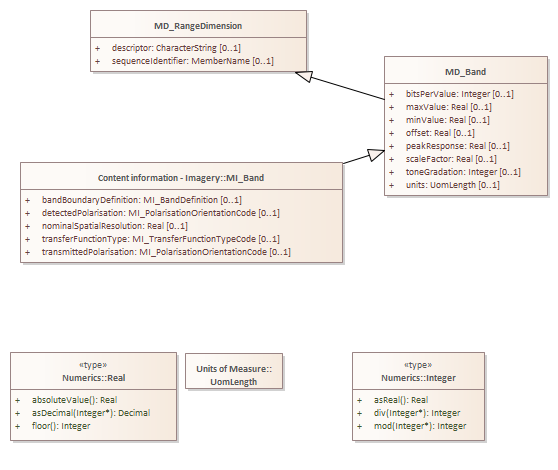 MD_RangeDimension
+ descriptor: CharacterString [0..1]
+ sequenceIdentifier: MemberName [0..1]
MD_Band
+ bitsPerValue: Integer [0..1]
+ maxValue: Real [0..1]
+ minValue: Real [0..1]
+ offset: Real [0..1]
+ peakResponse: Real [0..1]
+ scaleFactor: Real [0..1]
+ toneGradation: Integer [0..1]
+ units: UomLength [0..1]
Content information - Imagery::MI_Band
+ bandBoundaryDefinition: MI_BandDefinition [0..1]
+ detectedPolarisation: MI_PolarisationOrientationCode [0..1]
+ nominalSpatialResolution: Real [0..1]
+ transferFunctionType: MI_TransferFunctionTypeCode [0..1]
+ transmittedPolarisation: MI_PolarisationOrientationCode [0..1]
«type»
Numerics::Real
+ absoluteValue(): Real
+ asDecimal(Integer*): Decimal
+ floor(): Integer
Units of Measure::
UomLength
«type»
Numerics::Integer
+ asReal(): Real
+ div(Integer*): Integer
+ mod(Integer*): Integer